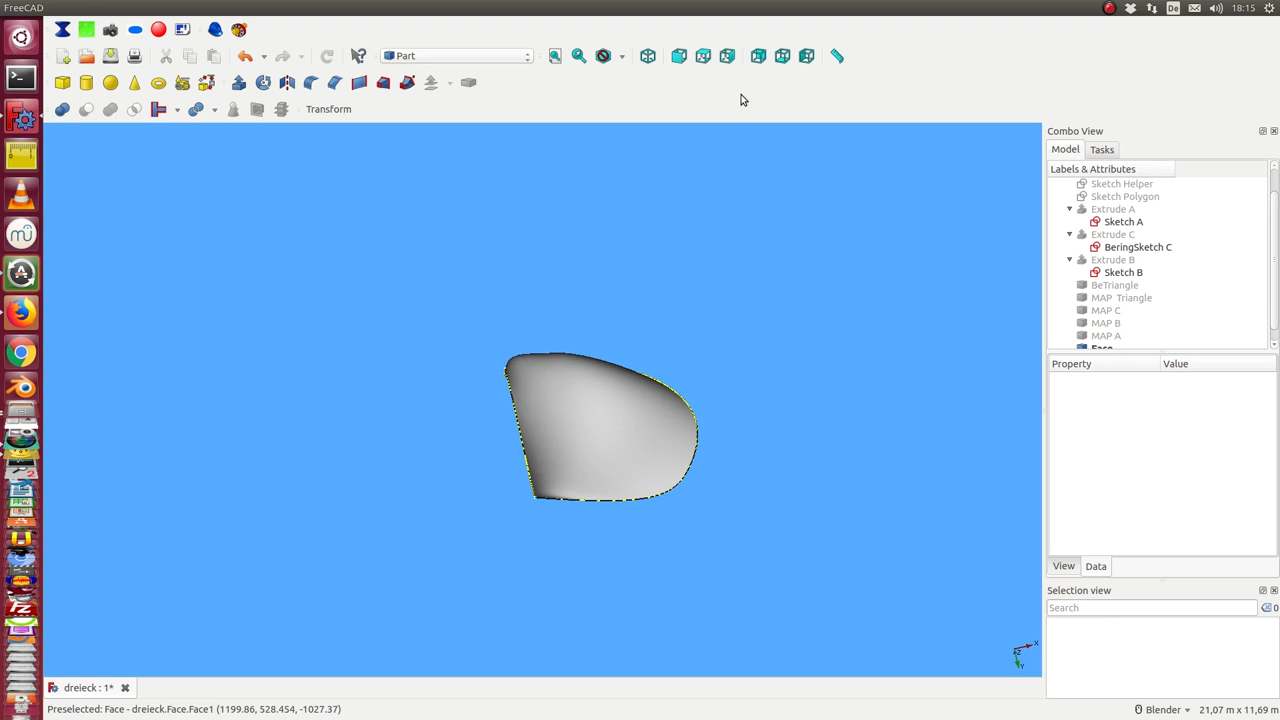 FreeCAD
De
18:15
Part
Transform
Combo View
Model Tasks
Labels & Attributes
Sketch Helper
Sketch Polygon
Extrude A
Sketch A
Extrude C
BeringSketch C
Extrude B
Sketch B
BeTriangle
MAP Triangle
MAP C
MAP B
MAP A
Face
Property Value
View Data
Selection view
Search
0
X
Z
Y
dreieck : 1*
Preselected: Face - dreieck.Face.Face1 (1199.86, 528.454, -1027.37)
Blender
21,07 m x 11,69 m